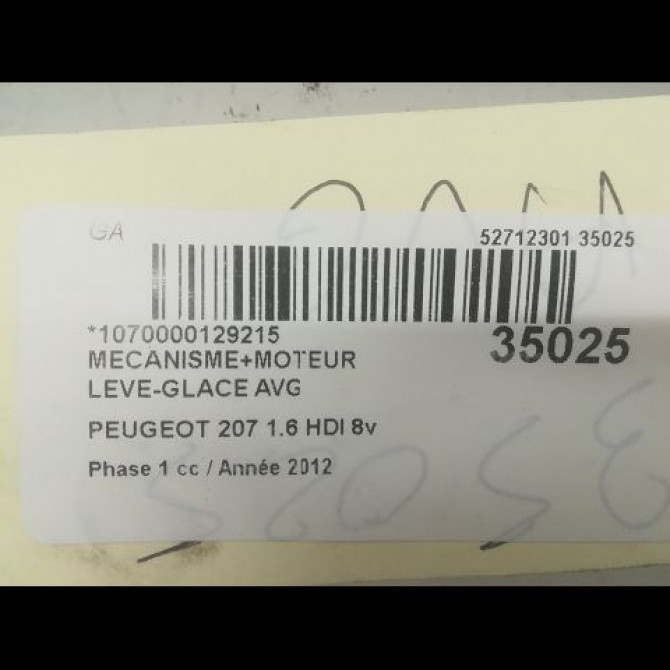 GA
52712301 35025
*1070000129215
35025
MECANISME+MOTEUR
LEVE-GLACE AVG
PEUGEOT 207 1.6 HDI 8v
Phase 1 cc / Année 2012